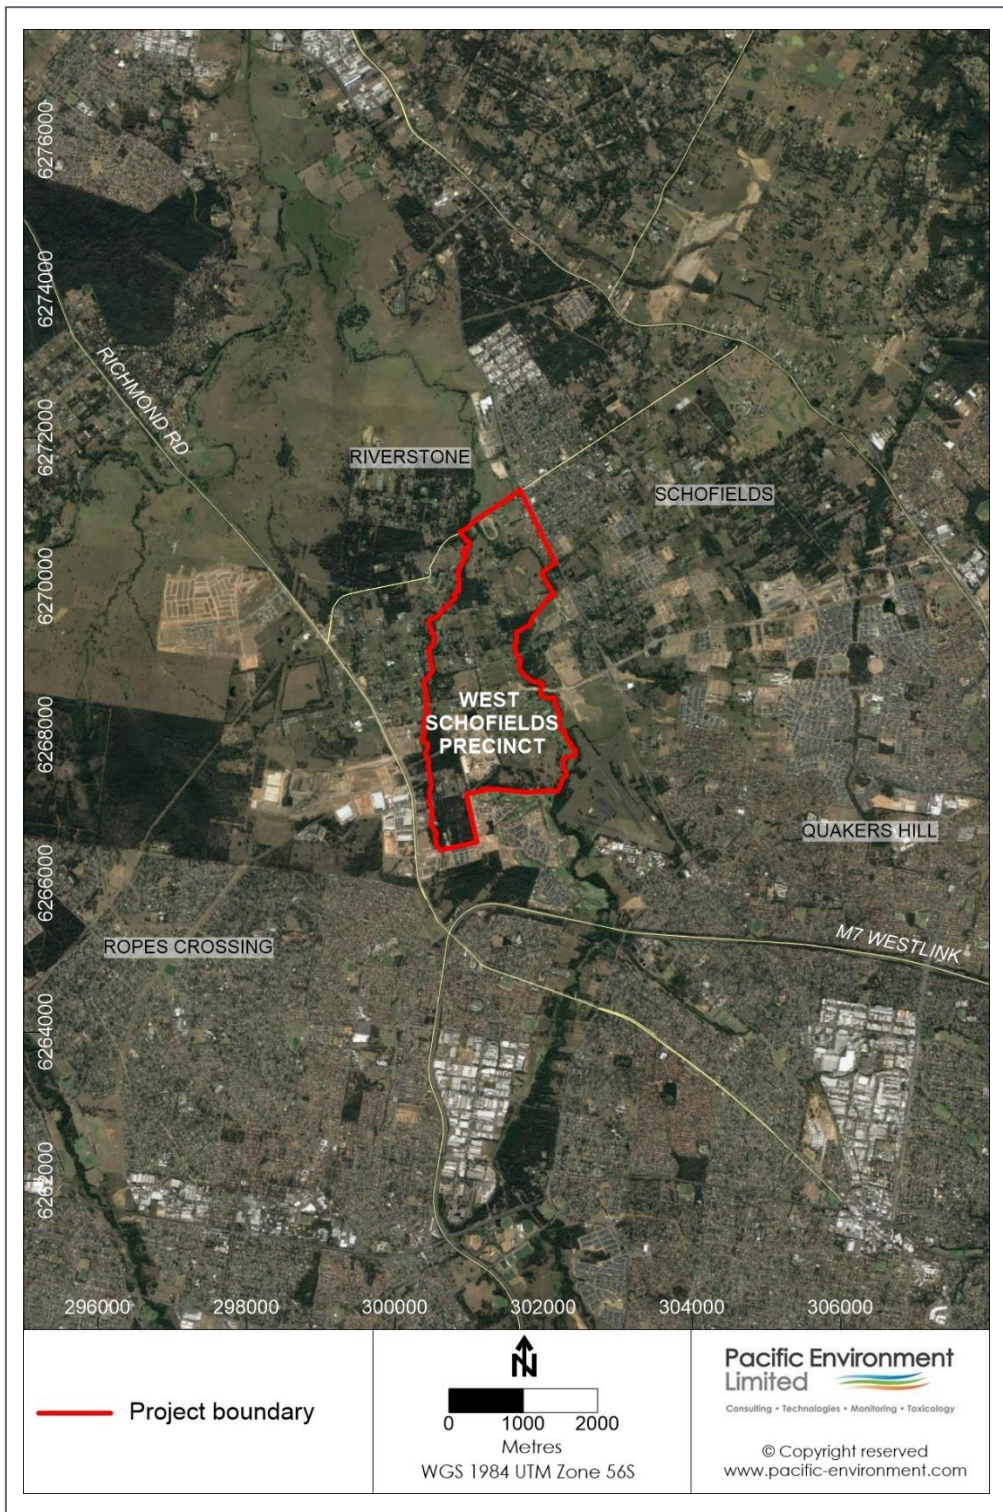 6276000
6274000
6272000
6270000
6268000
6266000
6264000
6262000
RICHMOND RD
RIVERSTONE
SCHOFIELDS
WEST
SCHOFIELDS
PRECINCT
QUAKERS HILL
ROPES CROSSING
M7 WESTLINK
296000
298000
300000
302000
304000
306000
Project boundary
N
0
1000
2000
Metres
WGS 1984 UTM Zone 56S
Pacific Environment
Limited
Consulting • Technologies • Monitoring • Toxicology
© Copyright reserved
www.pacific-environment.com